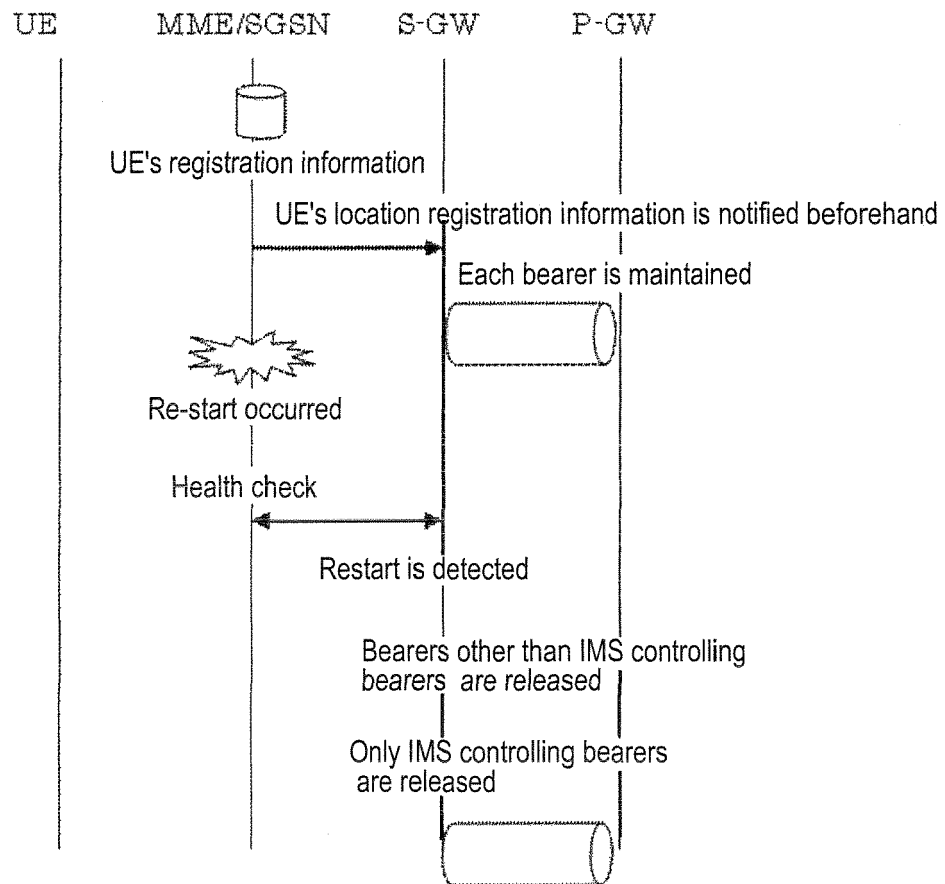 UE MME/SGSN S-GW P-GW
UE's registration information
UE's location registration information is notified beforehand
Each bearer is maintained
Re-start occurred
Health check
Restart is detected
Bearers other than IMS controlling
bearers are released
Only IMS controlling bearers
are released